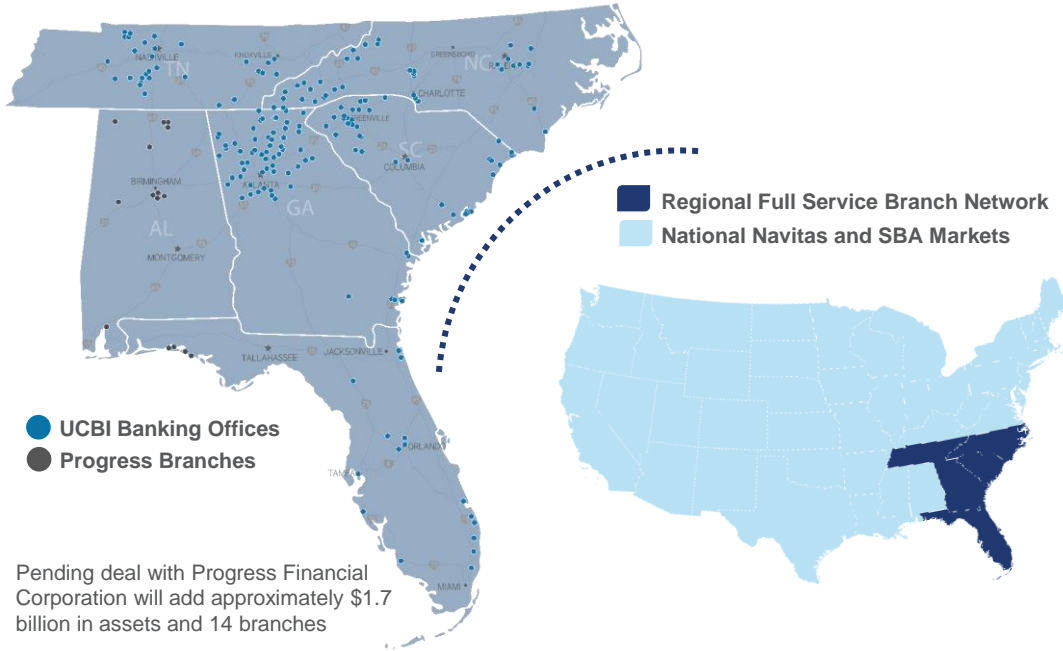 NASHVILLE
TN
KNOXVILLE
GREENSBORO
NC
CHARLOTTE
GREENVILLE
SC
COLUMBIA
BIRMINGHAM
ATLANTA
GA
AL
MONTGOMERY
TALLAHASSEE
JACKSONVILLE
ORLANDO
TAMPA
MIAMI
Regional Full Service Branch Network
National Navitas and SBA Markets
UCBI Banking Offices
Progress Branches
Pending deal with Progress Financial
Corporation will add approximately $1.7
billion in assets and 14 branches